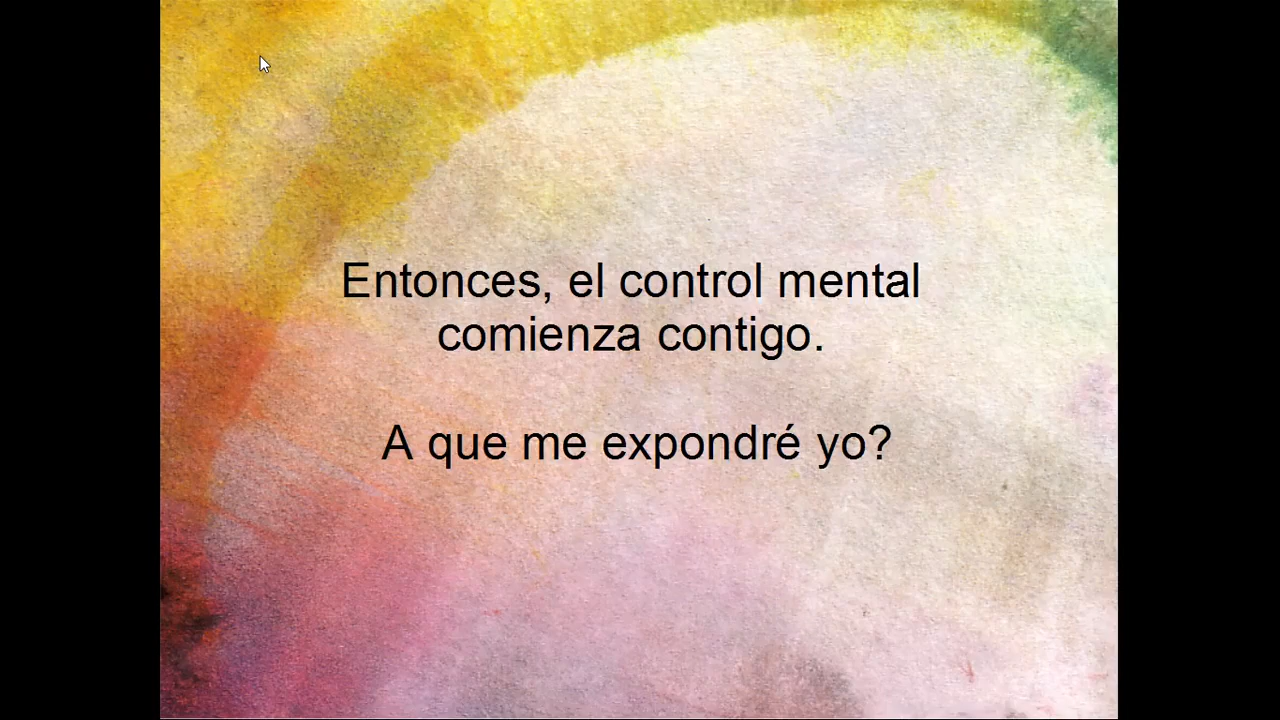 Entonces, el control mental
comienza contigo.
A que me expondré yo?